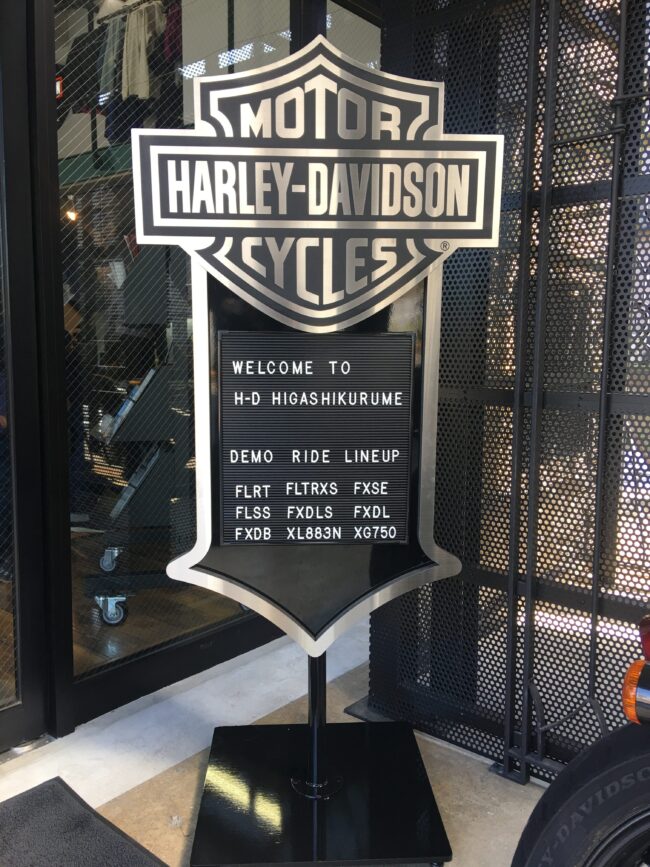 MOTOR
HARLEY-DAVIDSON
CYCLES®
WELCOME TO
H-D HIGASHIKURUME
DEMO RIDE LINEUP
FLRT FLTRXS FXSE
FLSS FXDLS FXDL
FXDB XL883N XG750
-DAVIDSON